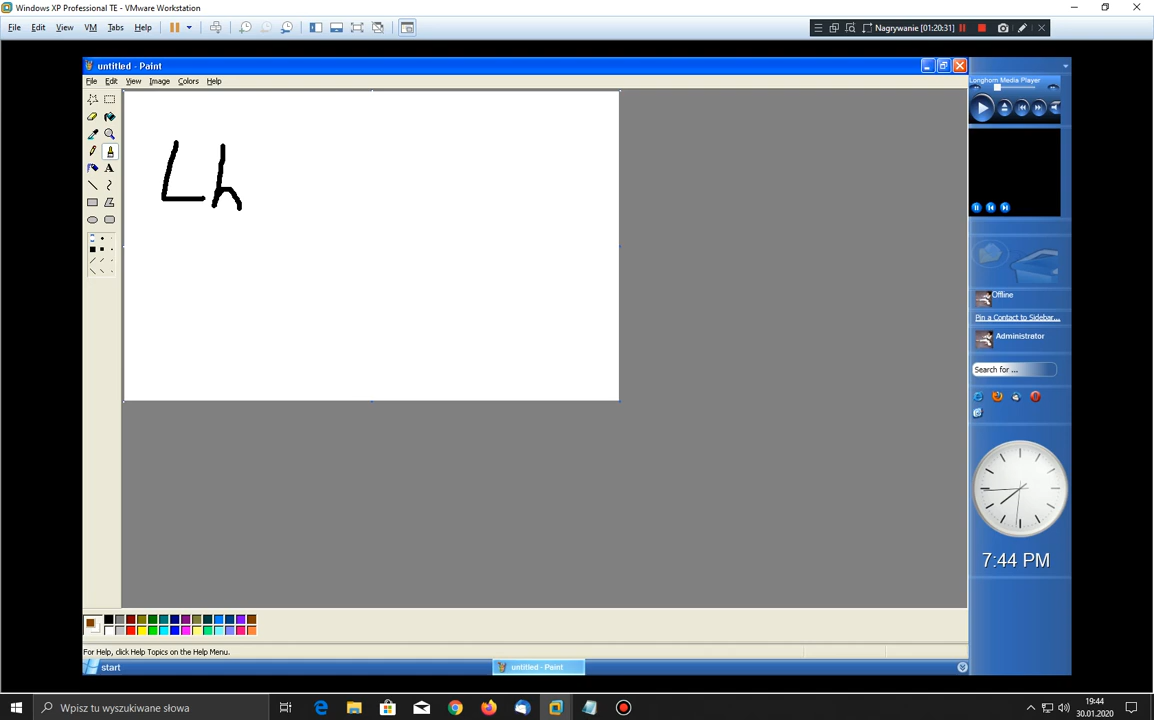 Windows XP Professional TE - VMware Workstation
File Edit View VM Tabs Help
Nagrywanie [01:20:31]
untitled - Paint
File Edit View Image Colors Help
Longhorn Media Player
A
Lh
Offline
Pin a Contact to Sidebar...
Administrator
Search for ...
7:44 PM
For Help, click Help Topics on the Help Menu.
start untitled - Paint
Wpisz tu wyszukiwane słowa
19:44
30.01.2020